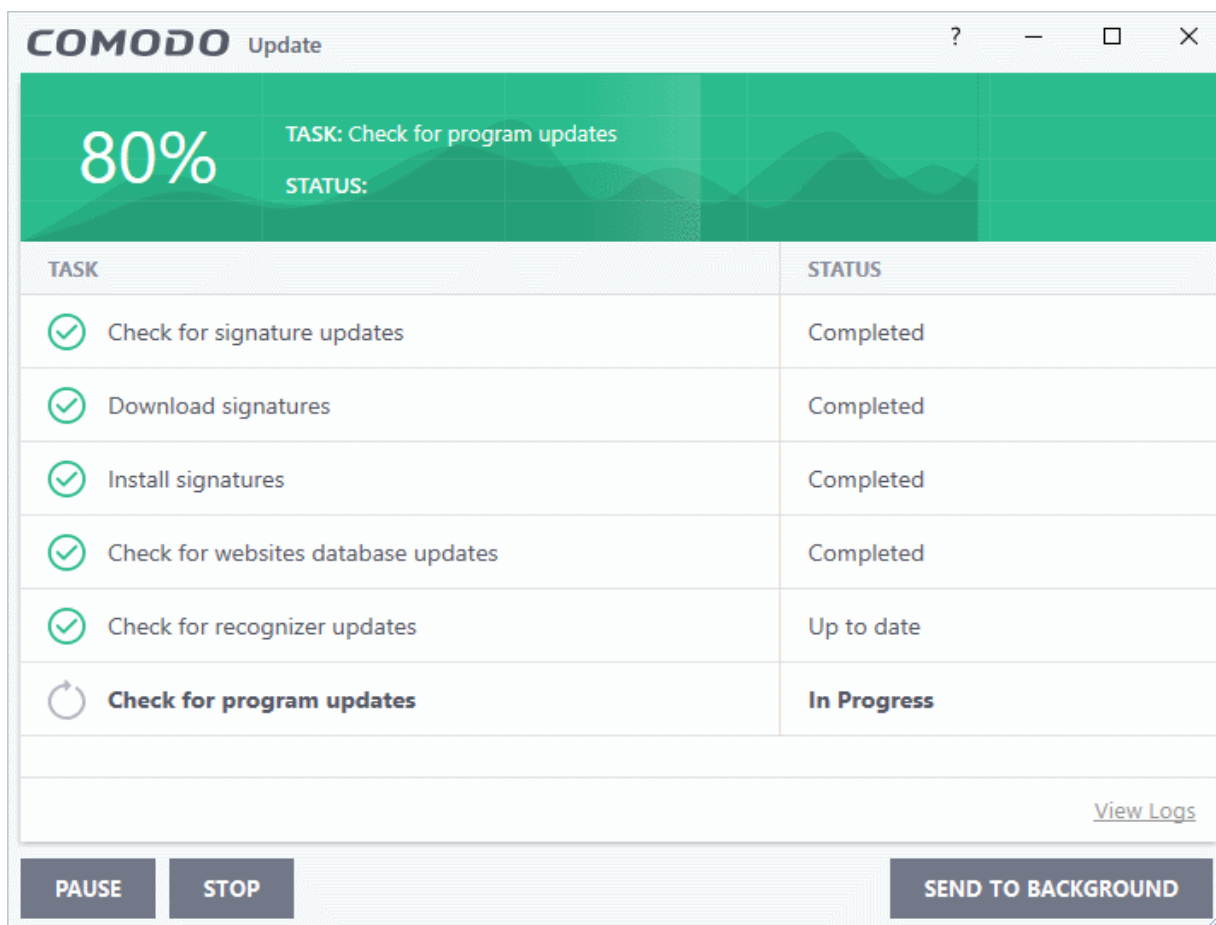 COMODO Update ?
80%
TASK: Check for program updates
STATUS:
TASK STATUS
Check for signature updates Completed
Download signatures Completed
Install signatures Completed
Check for websites database updates Completed
Check for recognizer updates Up to date
Check for program updates In Progress
View Logs
PAUSE STOP SEND TO BACKGROUND